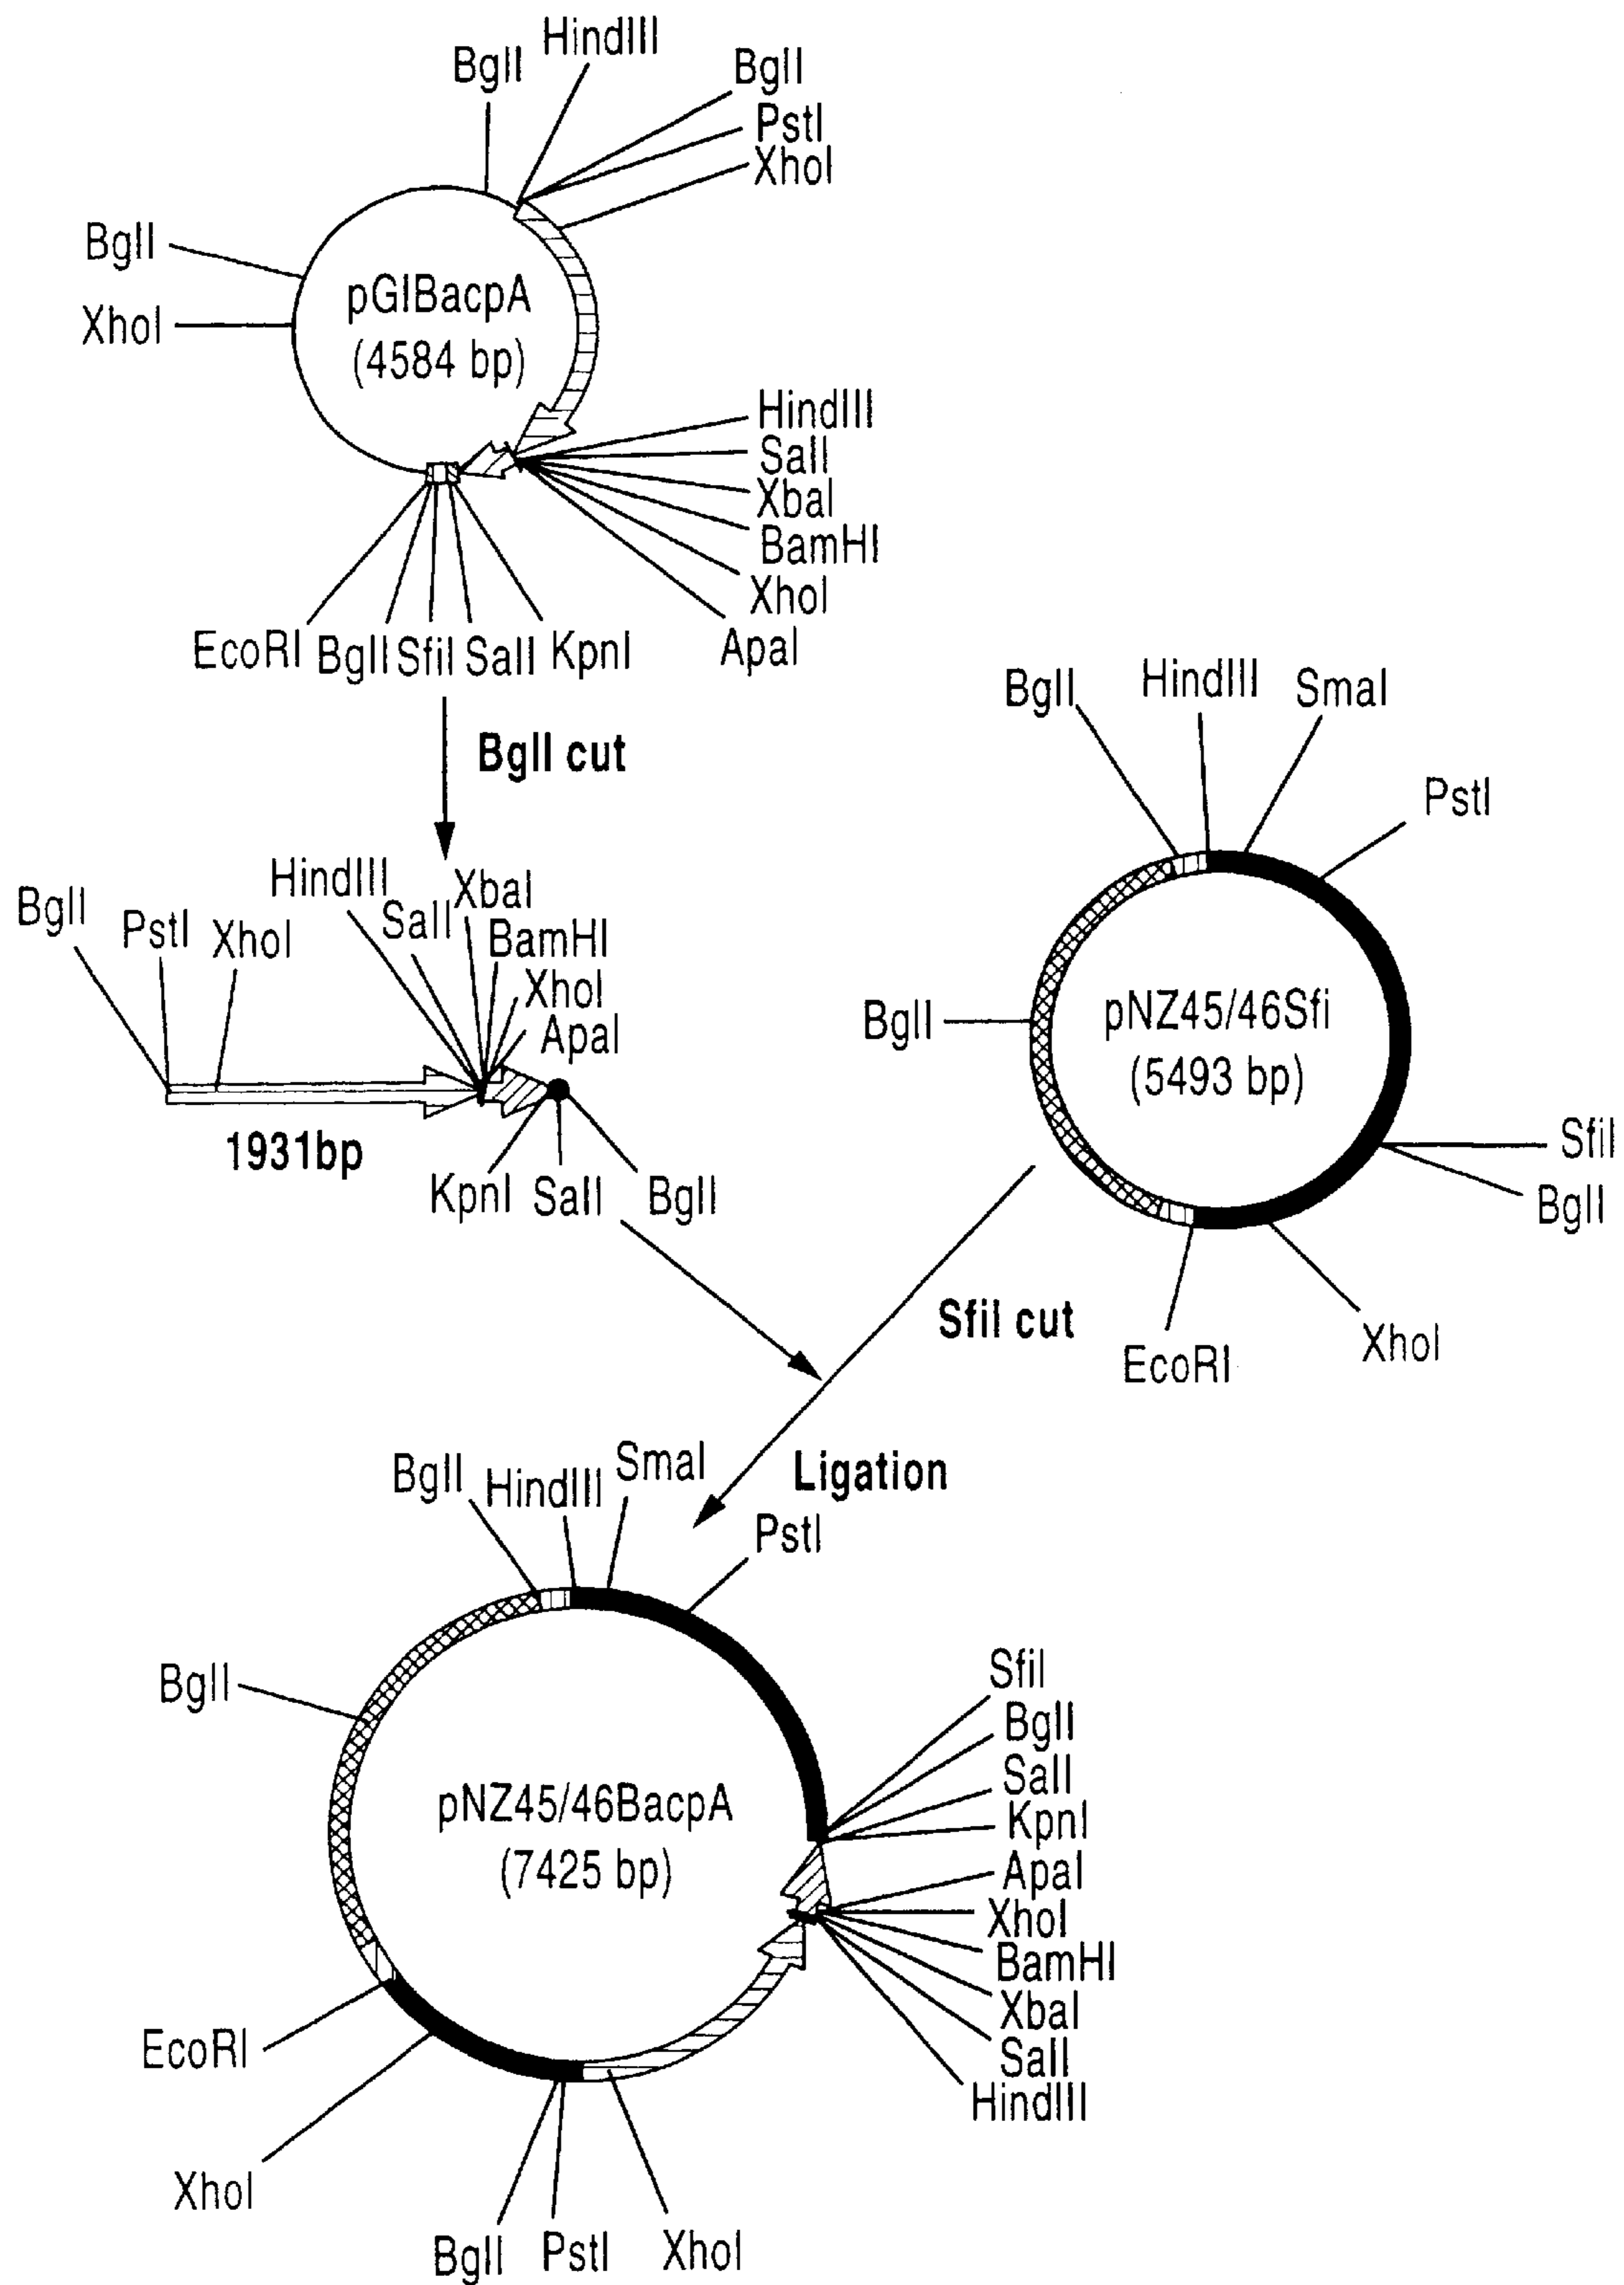 HindIII
BglI
BglI
PstI
XhoI
BglI
XhoI
pGIBacpA
(4584 bp)
HindIII
SalI
XbaI
BamHI
XhoI
ApaI
EcoRI BglI SfiI SalI KpnI
BglI cut
BglI HindIII SmaI
PstI
BglI
pNZ45/46Sfi
(5493 bp)
SfiI
BglI
XhoI
EcoRI
HindIII
XbaI
BglI
PstI
XhoI
SalI
BamHI
XhoI
ApaI
1931bp
KpnI SalI BglI
SfiI cut
Ligation
BglI HindIII SmaI
PstI
BglI
pNZ45/46BacpA
(7425 bp)
SfiI
BglI
SalI
KpnI
ApaI
XhoI
BamHI
XbaI
SalI
HindIII
EcoRI
XhoI
BglI PstI XhoI